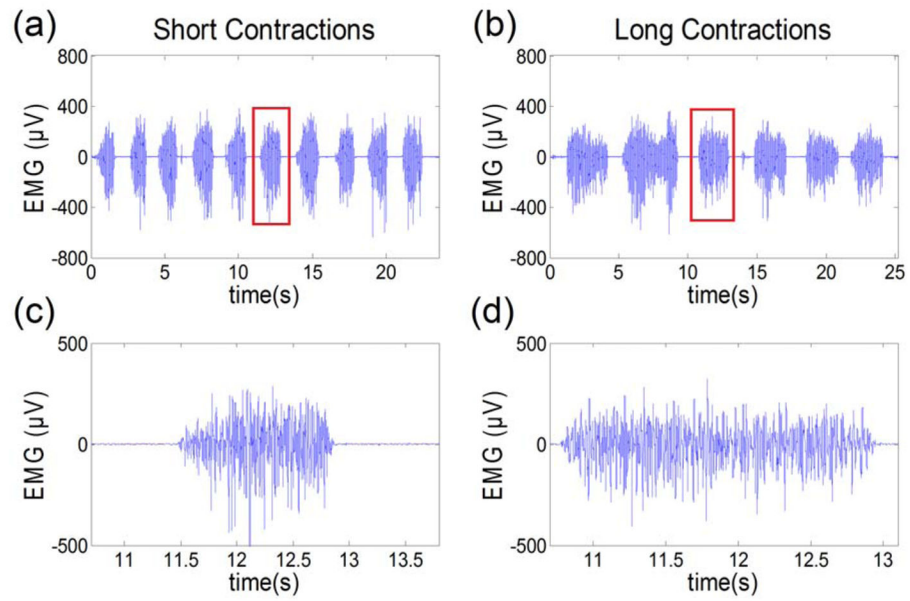 (a) Short Contractions
(b) Long Contractions
800
400
0
-400
-800
EMG (µV)
0 5 10 15 20
time(s)
800
400
0
-400
-800
EMG (µV)
0 5 10 15 20 25
time(s)
(c)
500
0
-500
EMG (µV)
11 11.5 12 12.5 13 13.5
time(s)
(d)
500
0
-500
EMG (µV)
11 11.5 12 12.5 13
time(s)